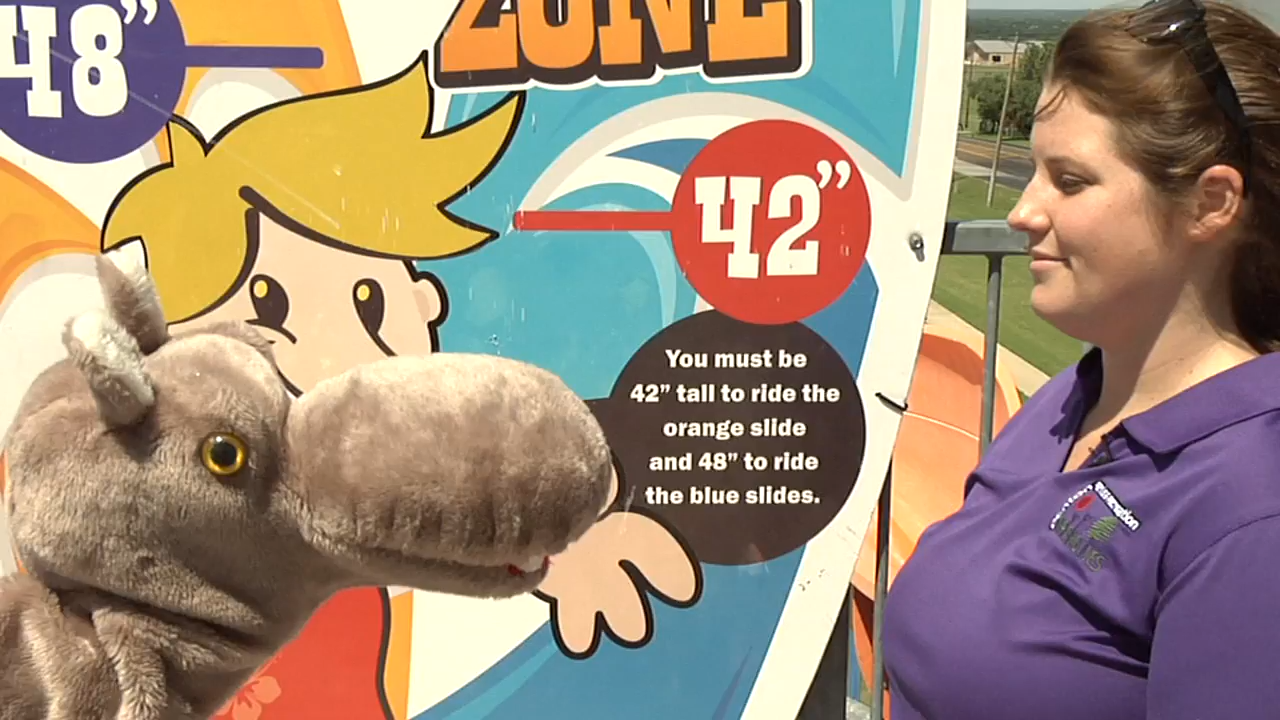 48”
ZONE
42”
You must be
42” tall to ride the
orange slide
and 48” to ride
the blue slides.